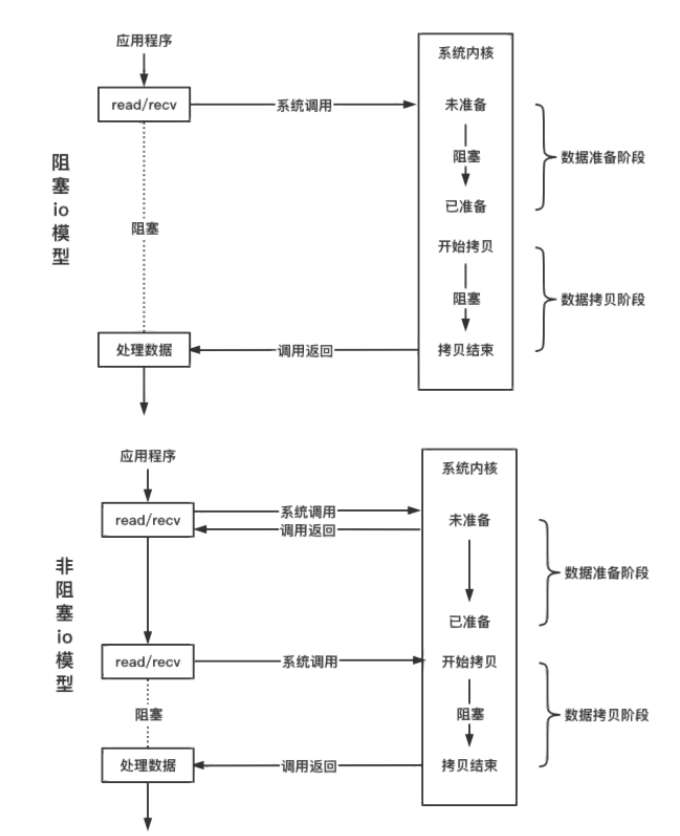 阻塞io模型
应用程序
read/recv
系统调用
阻塞
处理数据
调用返回
系统内核
未准备
阻塞
已准备
开始拷贝
阻塞
拷贝结束
数据准备阶段
数据拷贝阶段
非阻塞io模型
应用程序
read/recv
系统调用
调用返回
read/recv
系统调用
阻塞
处理数据
调用返回
系统内核
未准备
已准备
开始拷贝
阻塞
拷贝结束
数据准备阶段
数据拷贝阶段